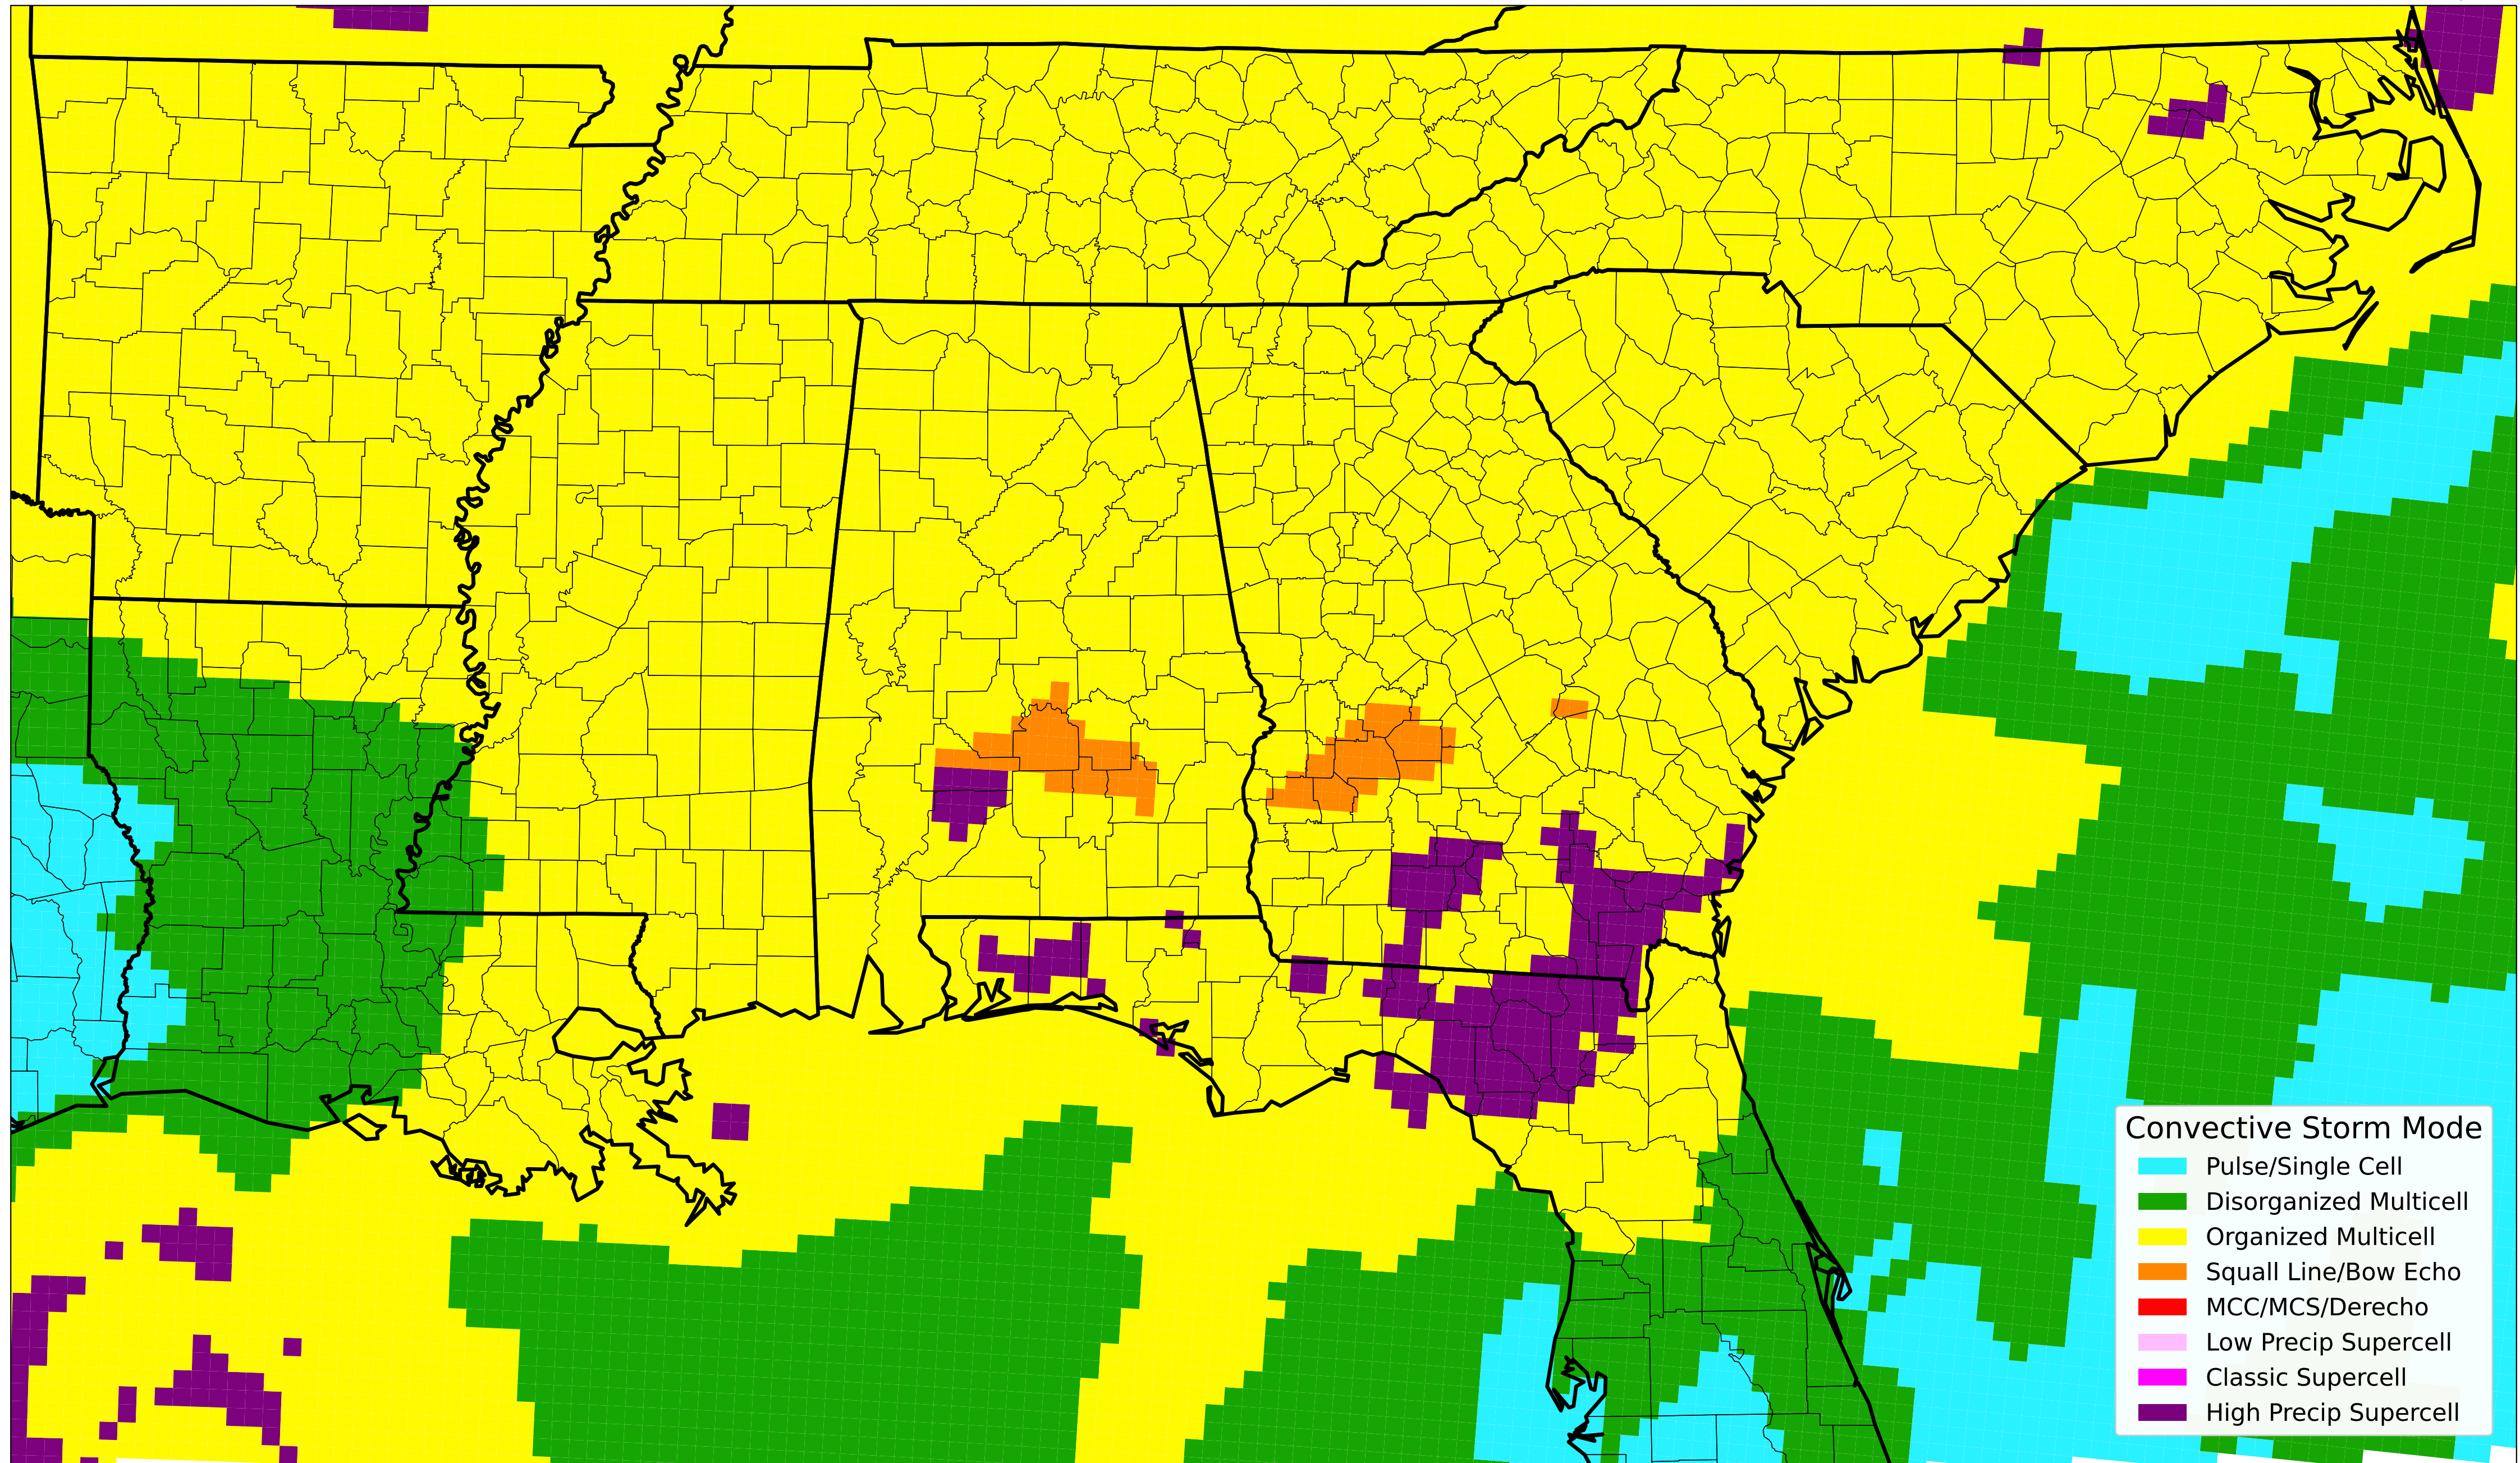 Convective Storm Mode
Pulse/Single Cell
Disorganized Multicell
Organized Multicell
Squall Line/Bow Echo
MCC/MCS/Derecho
Low Precip Supercell
Classic Supercell
High Precip Supercell